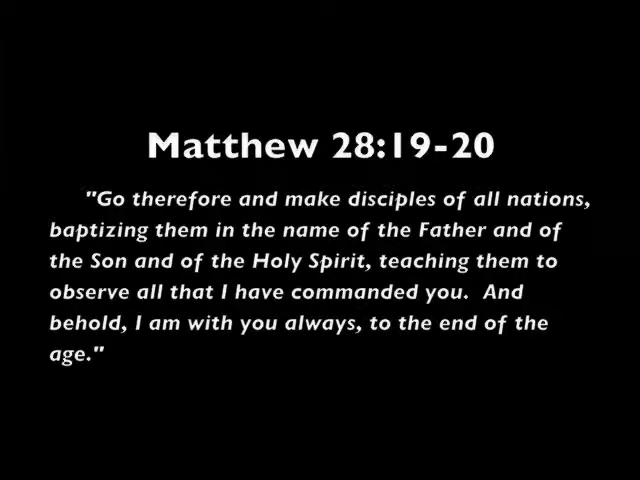 Matthew 28:19-20
"Go therefore and make disciples of all nations,
baptizing them in the name of the Father and of
the Son and of the Holy Spirit, teaching them to
observe all that I have commanded you.  And
behold, I am with you always, to the end of the
age."